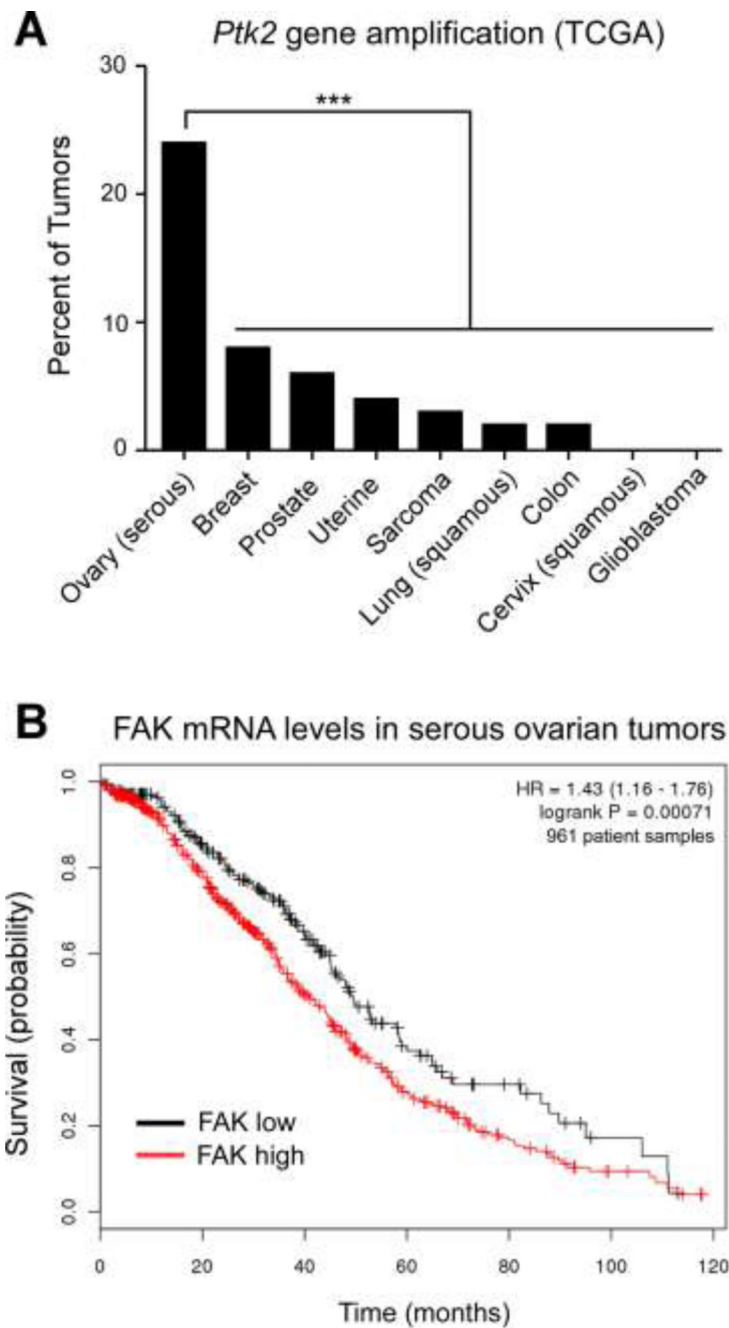 A
Ptk2 gene amplification (TCGA)
30
20
10
0
Percent of Tumors
***
Ovary (serous)
Breast
Prostate
Uterine
Sarcoma
Lung (squamous)
Colon
Cervix (squamous)
Glioblastoma
B
FAK mRNA levels in serous ovarian tumors
HR = 1.43 (1.16 - 1.76)
logrank P = 0.00071
961 patient samples
1.0
0.8
0.6
0.4
0.2
0.0
Survival (probability)
FAK low
FAK high
0 20 40 60 80 100 120
Time (months)